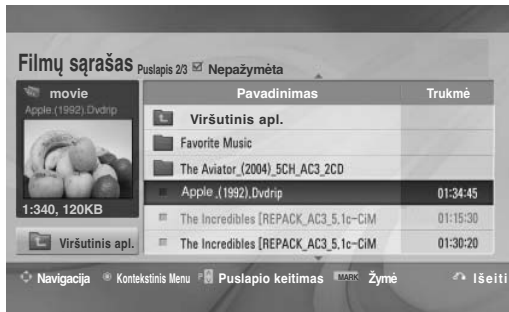 Filmų sąrašas Puslapis 2/3 Nepažymėta
movie
Apple.(1992).Dvdrip
1:340, 120KB
Viršutinis apl.
Pavadinimas Trukmė
Viršutinis apl.
Favorite Music
The Aviator_(2004)_5CH_AC3_2CD
Apple_(1992)_Dvdrip 01:34:45
The Incredibles [REPACK_AC3_5.1c-CiM 01:15:30
The Incredibles [REPACK_AC3_5.1c-CiM 01:30:20
Navigacija Kontekstinis Menu P Puslapio keitimas MARK Žymė Išeiti